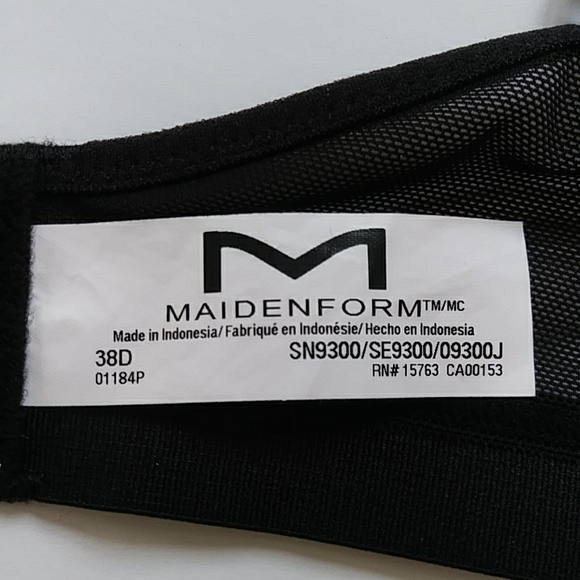 M
MAIDENFORM™/MC
Made in Indonesia/Fabriqué en Indonésie/Hecho en Indonesia
38D SN9300/SE9300/09300J
01184P RN# 15763 CA00153